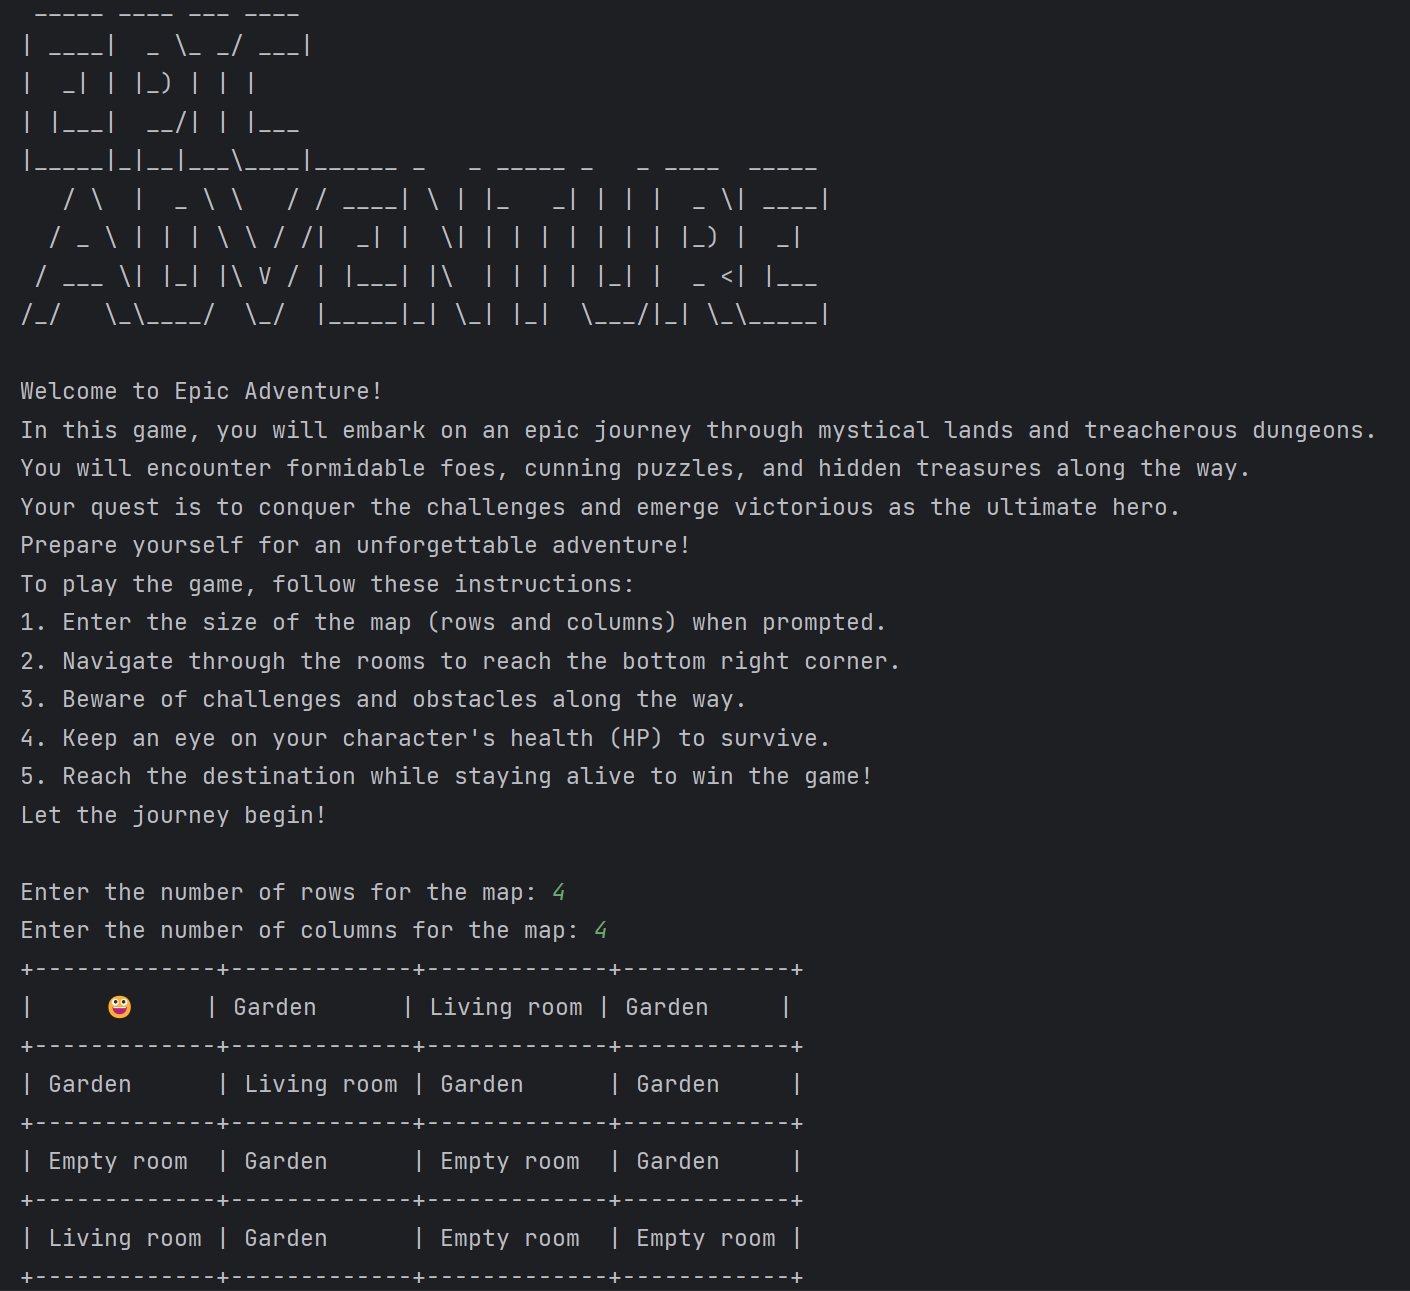 _____ ____ ___ ____
| ____|  _ \_ _/ ___|
|  _| | |_) | | |
| |___|  __/| | |___
|_____|_|__|___\____|______ _   _ _____ _   _ ____  _____
   / \  |  _ \ \   / / ____| \ | |_   _| | | |  _ \| ____|
  / _ \ | | | \ \ / /|  _| |  \| | | | | | | | |_) |  _|
 / ___ \| |_| |\ V / | |___| |\  | | | | |_| |  _ <| |___
/_/   \_\____/  \_/  |_____|_| \_| |_|  \___/|_| \_\_____|

Welcome to Epic Adventure!
In this game, you will embark on an epic journey through mystical lands and treacherous dungeons.
You will encounter formidable foes, cunning puzzles, and hidden treasures along the way.
Your quest is to conquer the challenges and emerge victorious as the ultimate hero.
Prepare yourself for an unforgettable adventure!
To play the game, follow these instructions:
1. Enter the size of the map (rows and columns) when prompted.
2. Navigate through the rooms to reach the bottom right corner.
3. Beware of challenges and obstacles along the way.
4. Keep an eye on your character's health (HP) to survive.
5. Reach the destination while staying alive to win the game!
Let the journey begin!

Enter the number of rows for the map: 4
Enter the number of columns for the map: 4
+-------------+-------------+-------------+------------+
|     😀     | Garden      | Living room | Garden     |
+-------------+-------------+-------------+------------+
| Garden      | Living room | Garden      | Garden     |
+-------------+-------------+-------------+------------+
| Empty room  | Garden      | Empty room  | Garden     |
+-------------+-------------+-------------+------------+
| Living room | Garden      | Empty room  | Empty room |
+-------------+-------------+-------------+------------+